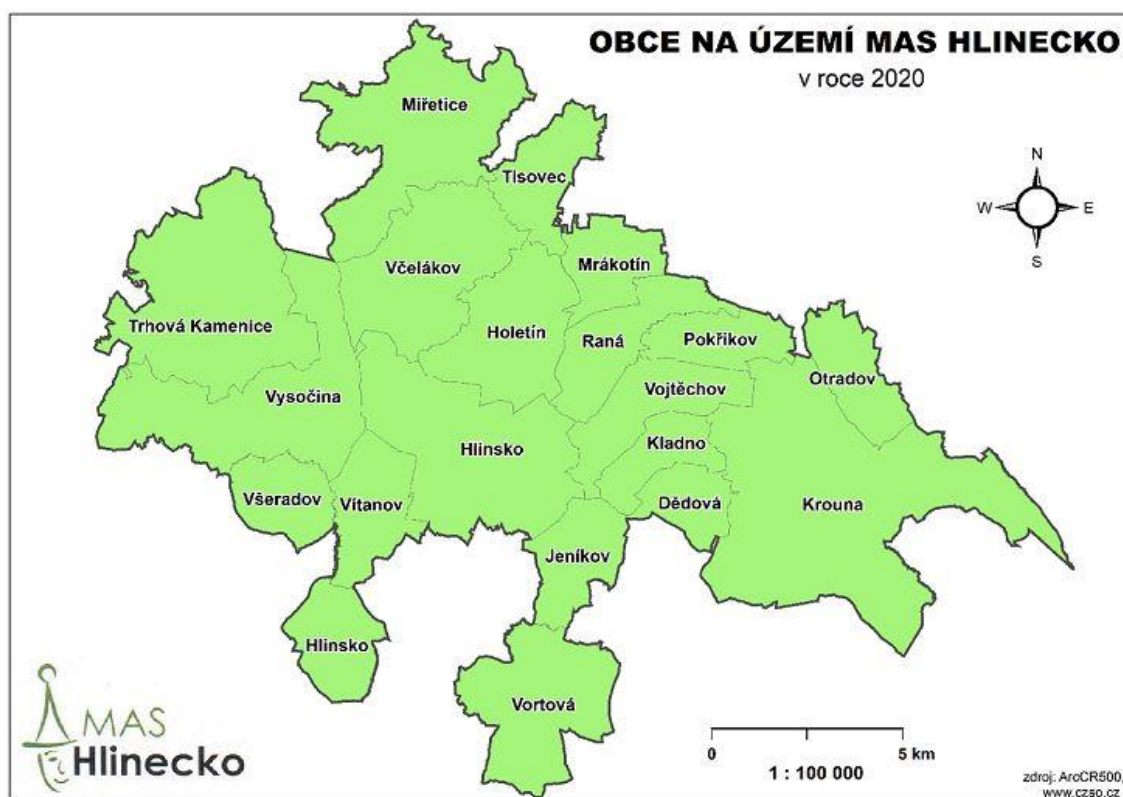 OBCE NA ÚZEMÍ MAS HLINECKO
v roce 2020
Miřetice
Tisovec
N
W
E
S
Včelákov
Mrákotín
Trhová Kamenice
Holetín
Raná
Pokřikov
Otradov
Vysočina
Vojtěchov
Hlinsko
Kladno
Všeradov
Vítanov
Dědová
Krouna
Jeníkov
Hlinsko
Vortová
MAS
Hlinecko
0
5 km
1 : 100 000
zdroj: ArcCR500,
www.czso.cz